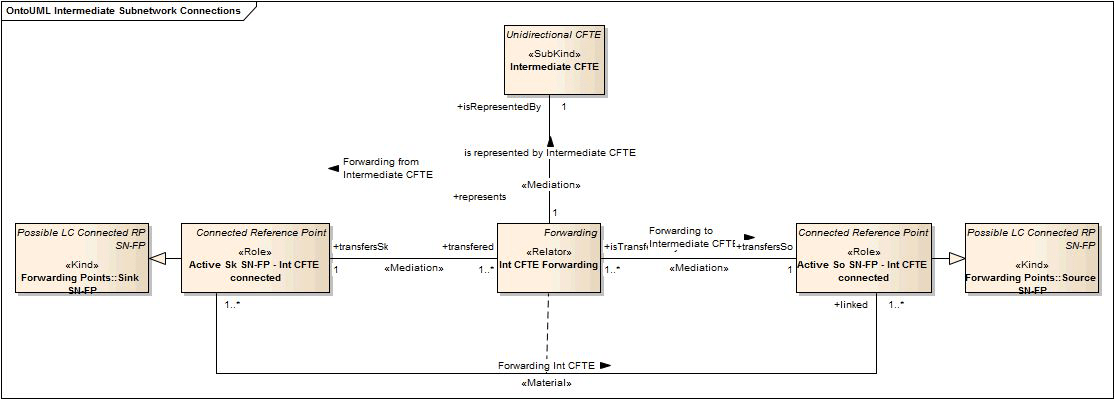 OntoUML Intermediate Subnetwork Connections
Unidirectional CFTE
«SubKind»
Intermediate CFTE
+isRepresentedBy 1
is represented by Intermediate CFTE
Forwarding from
Intermediate CFTE
«Mediation»
+represents
1
Possible LC Connected RP
SN-FP
«Kind»
Forwarding Points::Sink
SN-FP
Connected Reference Point
«Role»
Active Sk SN-FP - Int CFTE
connected
+transfersSk
1
«Mediation»
+transfered
1..*
Forwarding
«Relator»
Int CFTE Forwarding
Forwarding to
Intermediate CFTE
1..*
«Mediation»
+transfersSo
1
Connected Reference Point
«Role»
Active So SN-FP - Int CFTE
connected
Possible LC Connected RP
SN-FP
«Kind»
Forwarding Points::Source
SN-FP
1..*
+linked 1..*
Forwarding Int CFTE
«Material»